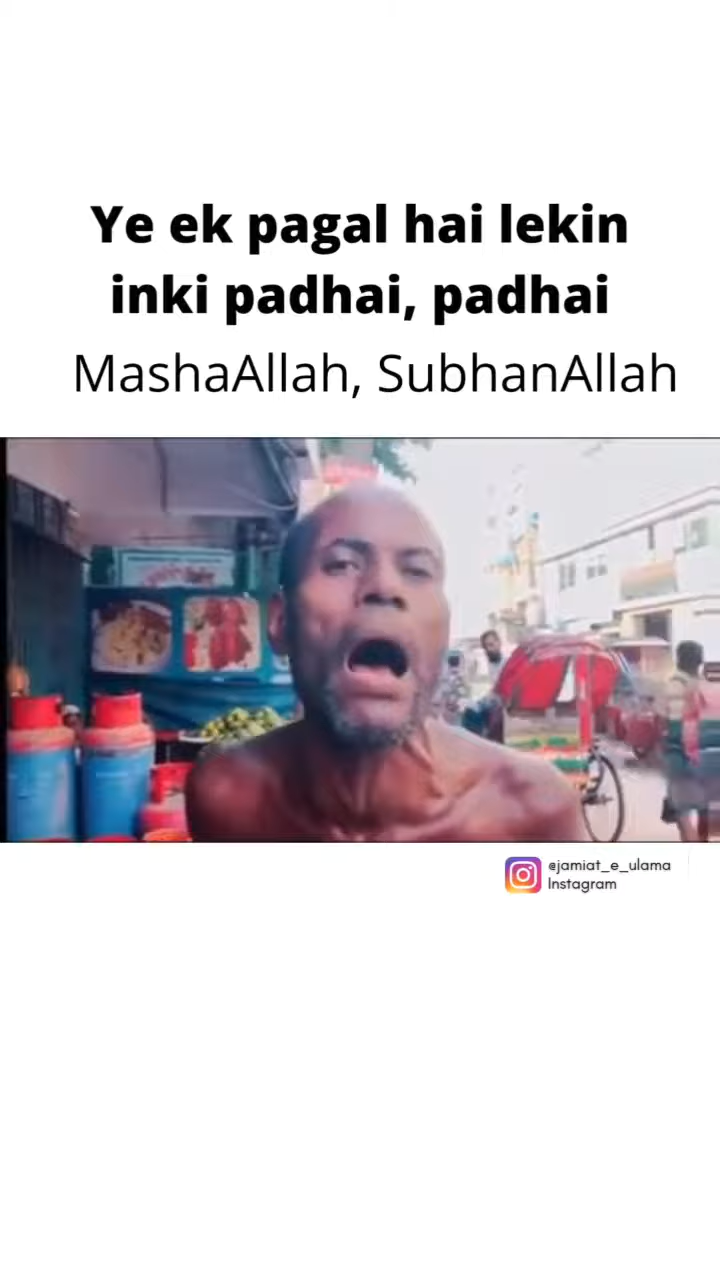 Ye ek pagal hai lekin
inki padhai, padhai
MashaAllah, SubhanAllah
@jamiat_e_ulama
Instagram